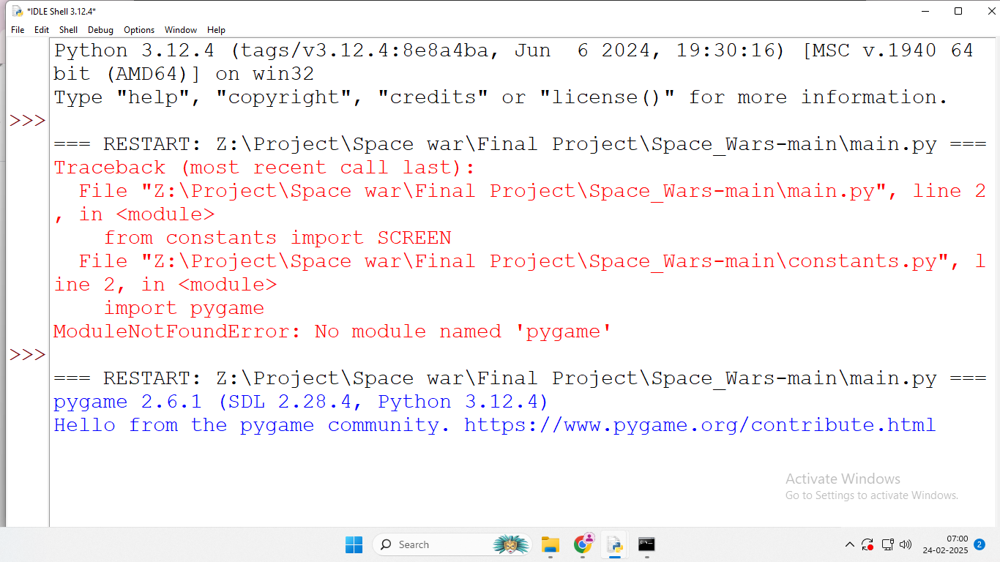 *IDLE Shell 3.12.4*
File Edit Shell Debug Options Window Help
Python 3.12.4 (tags/v3.12.4:8e8a4ba, Jun  6 2024, 19:30:16) [MSC v.1940 64
bit (AMD64)] on win32
Type "help", "copyright", "credits" or "license()" for more information.
>>>
=== RESTART: Z:\Project\Space war\Final Project\Space_Wars-main\main.py ===
Traceback (most recent call last):
  File "Z:\Project\Space war\Final Project\Space_Wars-main\main.py", line 2
, in <module>
    from constants import SCREEN
  File "Z:\Project\Space war\Final Project\Space_Wars-main\constants.py", l
ine 2, in <module>
    import pygame
ModuleNotFoundError: No module named 'pygame'
>>>
=== RESTART: Z:\Project\Space war\Final Project\Space_Wars-main\main.py ===
pygame 2.6.1 (SDL 2.28.4, Python 3.12.4)
Hello from the pygame community. https://www.pygame.org/contribute.html
Activate Windows
Go to Settings to activate Windows.
Search
07:00
24-02-2025
2